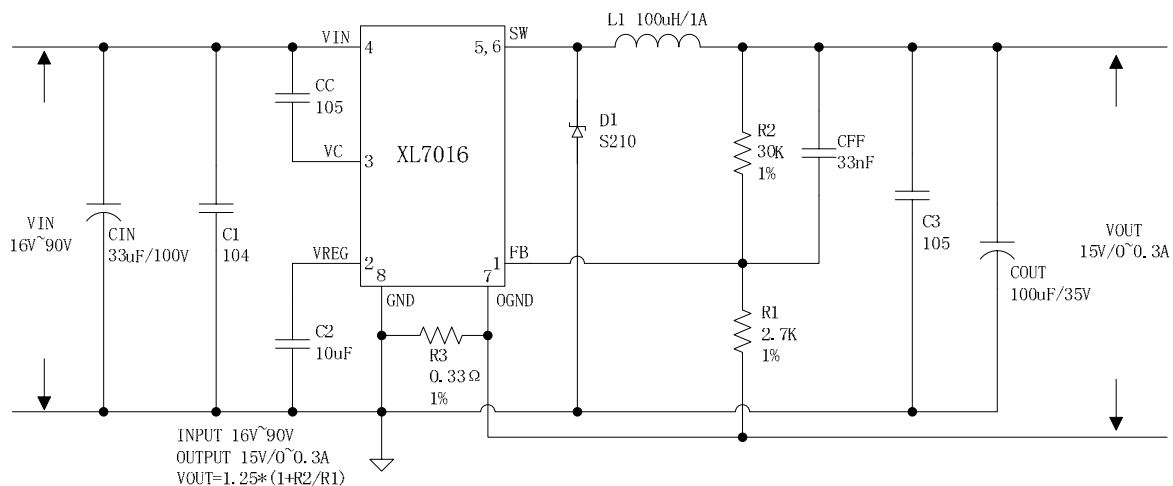 L1 100uH/1A
VIN
4
SW
5,6
CC
105
D1
S210
R2
30K
1%
CFF
33nF
VC
3
XL7016
VIN
16V~90V
CIN
33uF/100V
C1
104
C3
105
VOUT
15V/0~0.3A
VREG
2
FB
1
8
7
GND
OGND
COUT
100uF/35V
C2
10uF
R3
0.33Ω
1%
R1
2.7K
1%
INPUT 16V~90V
OUTPUT 15V/0~0.3A
VOUT=1.25*(1+R2/R1)